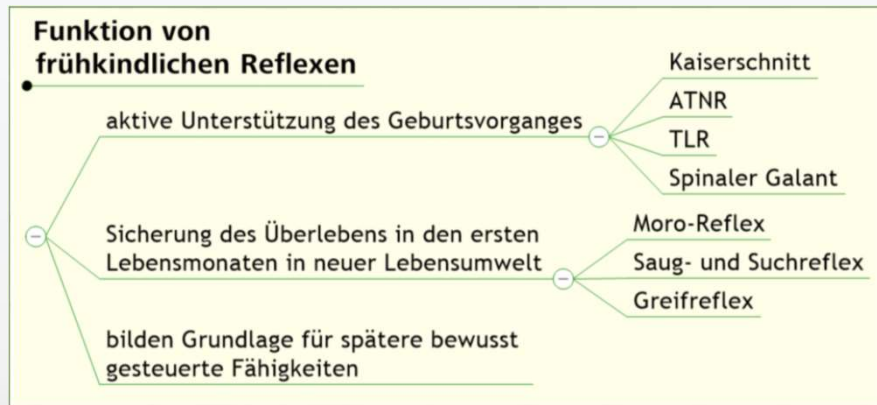 Funktion von
frühkindlichen Reflexen
aktive Unterstützung des Geburtsvorganges
Kaiserschnitt
ATNR
TLR
Spinaler Galant
Sicherung des Überlebens in den ersten
Lebensmonaten in neuer Lebensumwelt
Moro-Reflex
Saug- und Suchreflex
Greifreflex
bilden Grundlage für spätere bewusst
gesteuerte Fähigkeiten